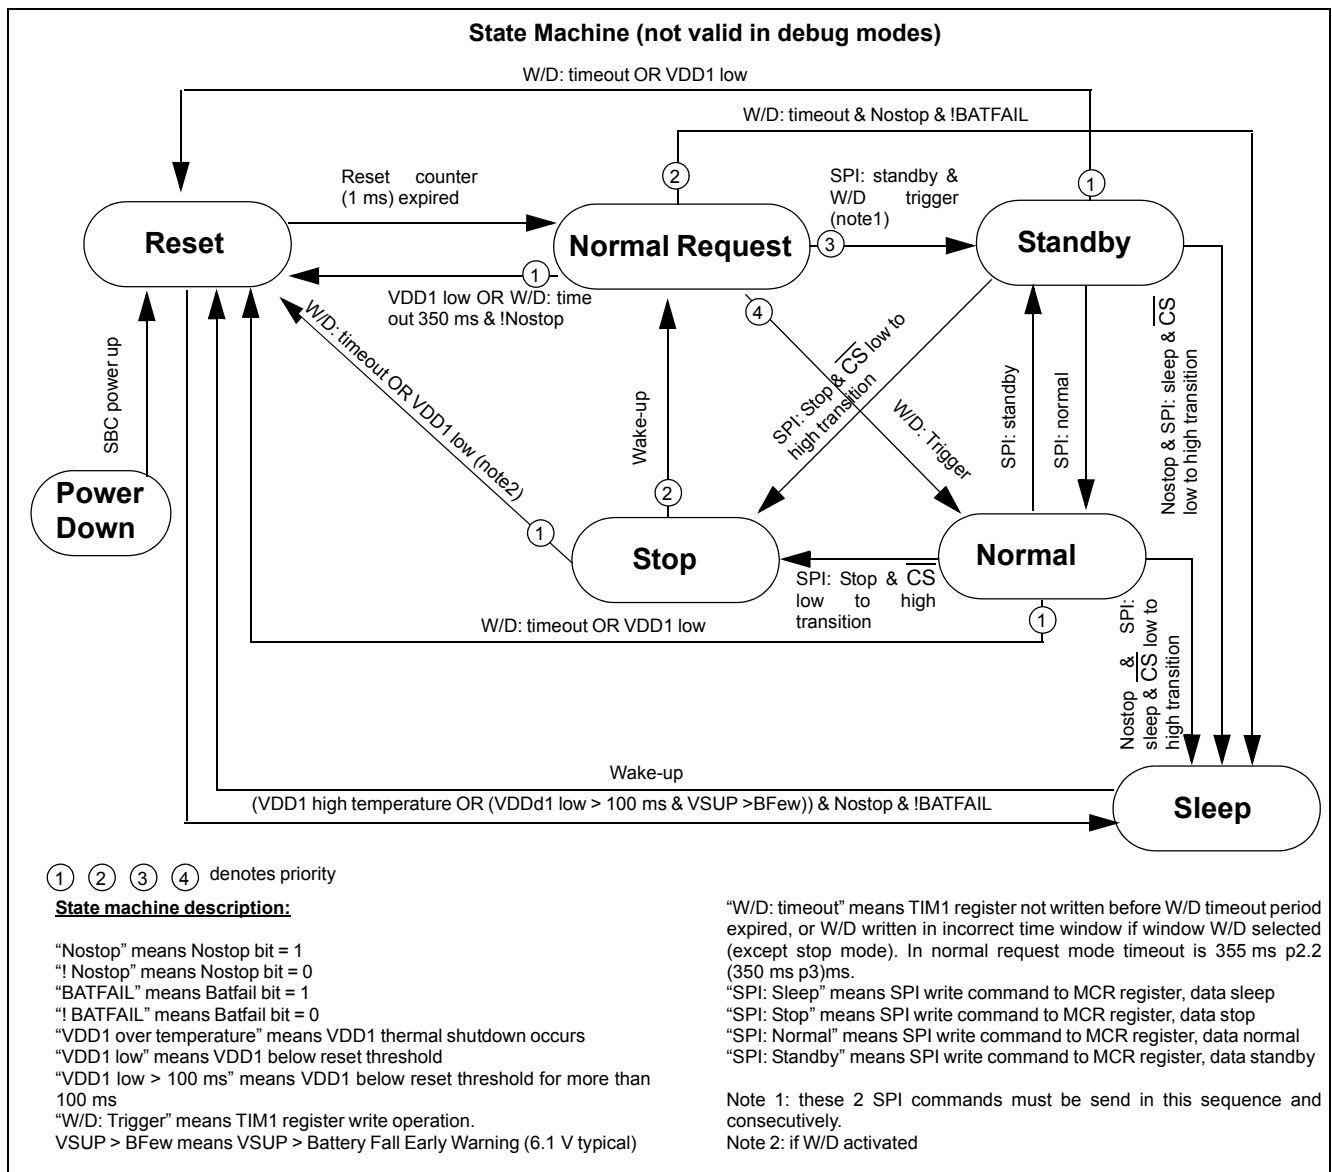 State Machine (not valid in debug modes)
W/D: timeout OR VDD1 low
W/D: timeout & Nostop & !BATFAIL
Reset counter
(1 ms) expired
2
SPI: standby &
W/D trigger
(note1)
1
Reset
Normal Request
3
Standby
1
VDD1 low OR W/D: time
out 350 ms & !Nostop
4
SBC power up
W/D: timeout OR VDD1 low (note2)
Wake-up
SPI: Stop & CS low to
high transition
W/D: Trigger
SPI: standby
SPI: normal
Nostop & SPI: sleep & CS
low to high transition
Power
Down
2
1
Stop
Normal
SPI: Stop & CS
low to high
transition
1
W/D: timeout OR VDD1 low
Nostop & SPI:
sleep & CS low to
high transition
Wake-up
(VDD1 high temperature OR (VDDd1 low > 100 ms & VSUP >BFew)) & Nostop & !BATFAIL
Sleep
1 2 3 4 denotes priority
State machine description:
“Nostop” means Nostop bit = 1
“! Nostop” means Nostop bit = 0
“BATFAIL” means Batfail bit = 1
“! BATFAIL” means Batfail bit = 0
“VDD1 over temperature” means VDD1 thermal shutdown occurs
“VDD1 low” means VDD1 below reset threshold
“VDD1 low > 100 ms” means VDD1 below reset threshold for more than
100 ms
“W/D: Trigger” means TIM1 register write operation.
VSUP > BFew means VSUP > Battery Fall Early Warning (6.1 V typical)
“W/D: timeout” means TIM1 register not written before W/D timeout period
expired, or W/D written in incorrect time window if window W/D selected
(except stop mode). In normal request mode timeout is 355 ms p2.2
(350 ms p3)ms.
“SPI: Sleep” means SPI write command to MCR register, data sleep
“SPI: Stop” means SPI write command to MCR register, data stop
“SPI: Normal” means SPI write command to MCR register, data normal
“SPI: Standby” means SPI write command to MCR register, data standby
Note 1: these 2 SPI commands must be send in this sequence and
consecutively.
Note 2: if W/D activated